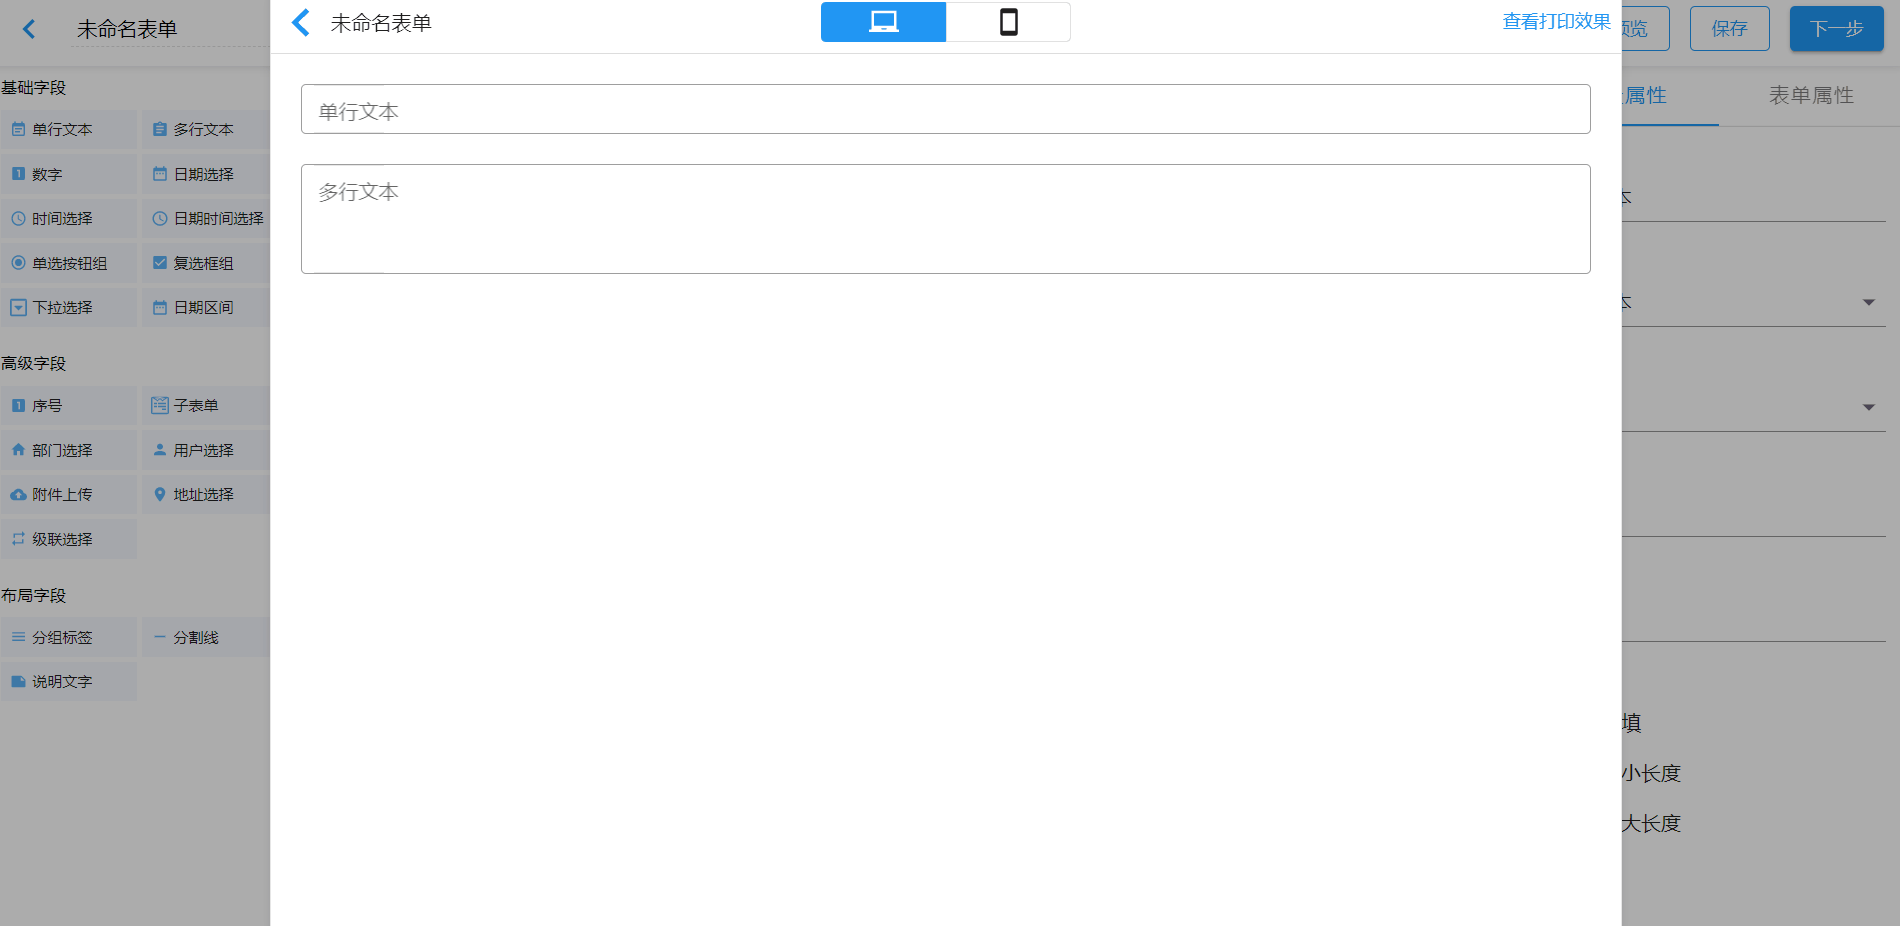 未命名表单
未命名表单
查看打印效果
预览
保存
下一步
基础字段
单行文本
多行文本
数字
日期选择
时间选择
日期时间选择
单选按钮组
复选框组
下拉选择
日期区间
高级字段
序号
子表单
部门选择
用户选择
附件上传
地址选择
级联选择
布局字段
分组标签
分割线
说明文字
单行文本
多行文本
属性
表单属性
本
本
填
小长度
大长度